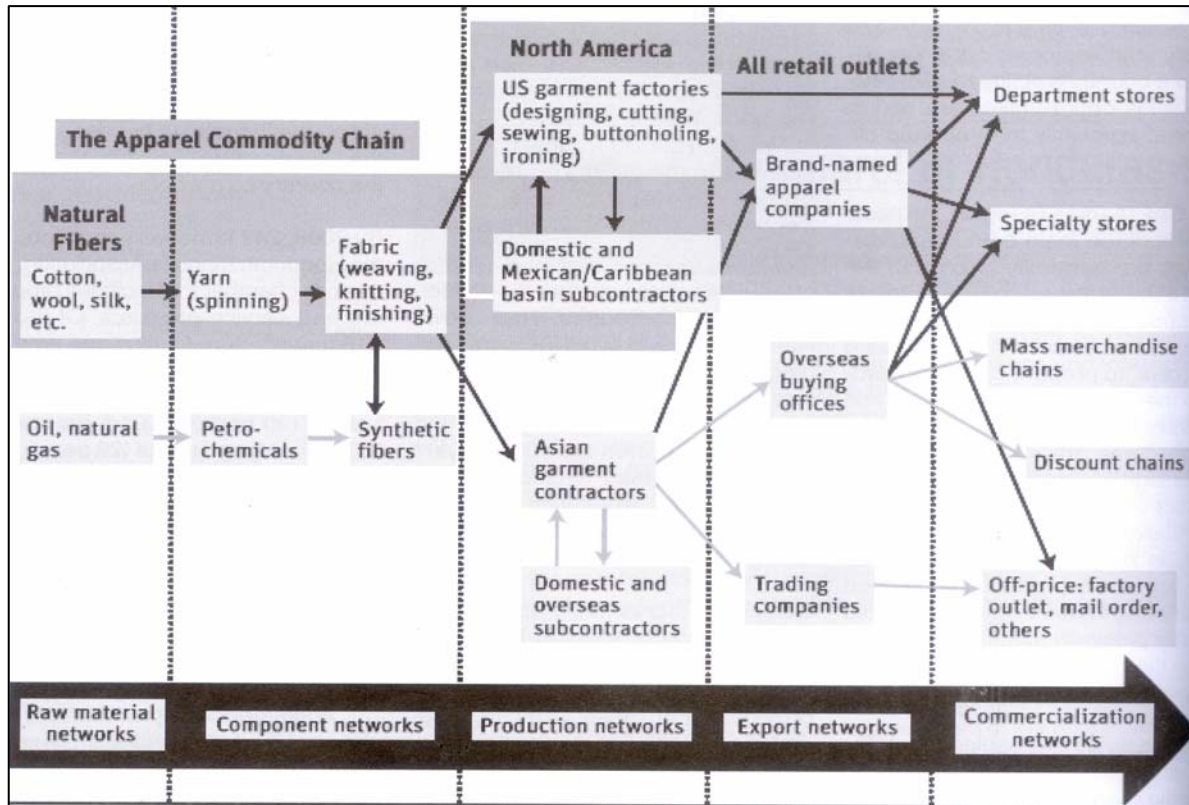 North America
US garment factories
(designing, cutting,
sewing, buttonholing,
ironing)
All retail outlets
Department stores
The Apparel Commodity Chain
Brand-named
apparel
companies
Natural
Fibers
Cotton,
wool, silk,
etc.
Yarn
(spinning)
Fabric
(weaving,
knitting,
finishing)
Domestic and
Mexican/Caribbean
basin subcontractors
Specialty stores
Overseas
buying
offices
Mass merchandise
chains
Oil, natural
gas
Petro-
chemicals
Synthetic
fibers
Asian
garment
contractors
Discount chains
Domestic and
overseas
subcontractors
Trading
companies
Off-price: factory
outlet, mail order,
others
Raw material
networks
Component networks
Production networks
Export networks
Commercialization
networks